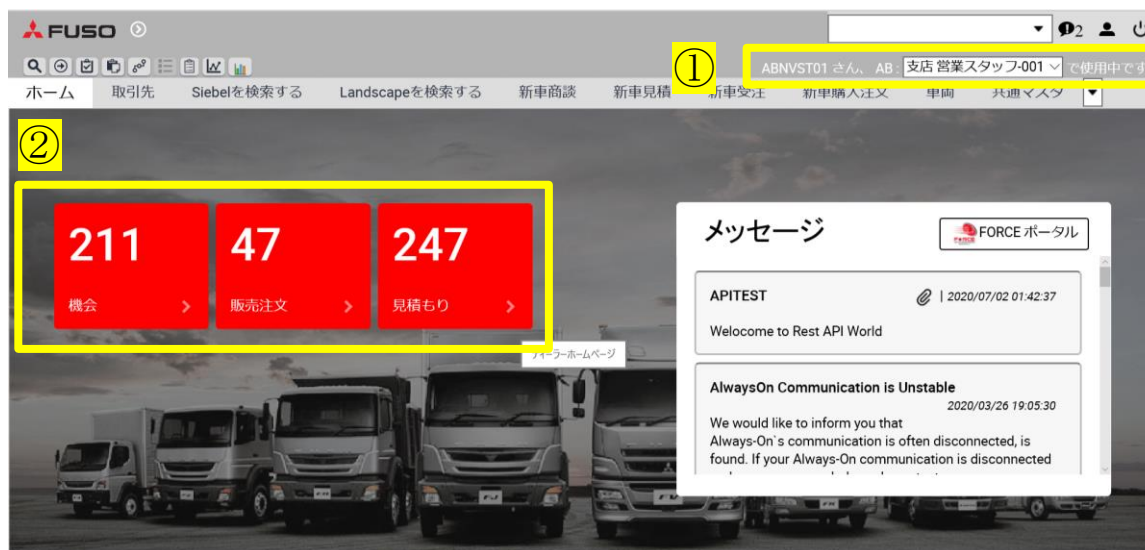 FUSO
2
①
ABNVST01 さん、 AB : 支店 営業スタッフ-001 で使用中です
ホーム 取引先 Siebelを検索する Landscapeを検索する 新車商談 新車見積 新車受注 新車購入注文 車両 共通マスタ
②
211 47 247
機会 販売注文 見積もり
メッセージ
FORCE ポータル
APITEST | 2020/07/02 01:42:37
Welocome to Rest API World
ディーラーホームページ
AlwaysOn Communication is Unstable
2020/03/26 19:05:30
We would like to inform you that
Always-On`s communication is often disconnected, is
found. If your Always-On communication is disconnected